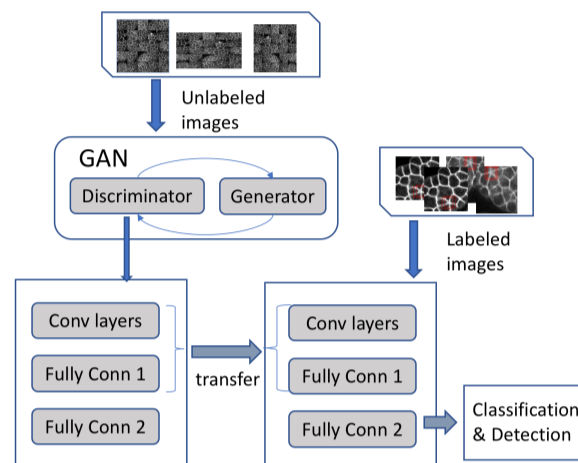 Unlabeled
images
GAN
Discriminator
Generator
Labeled
images
Conv layers
Fully Conn 1
Fully Conn 2
transfer
Conv layers
Fully Conn 1
Fully Conn 2
Classification
& Detection